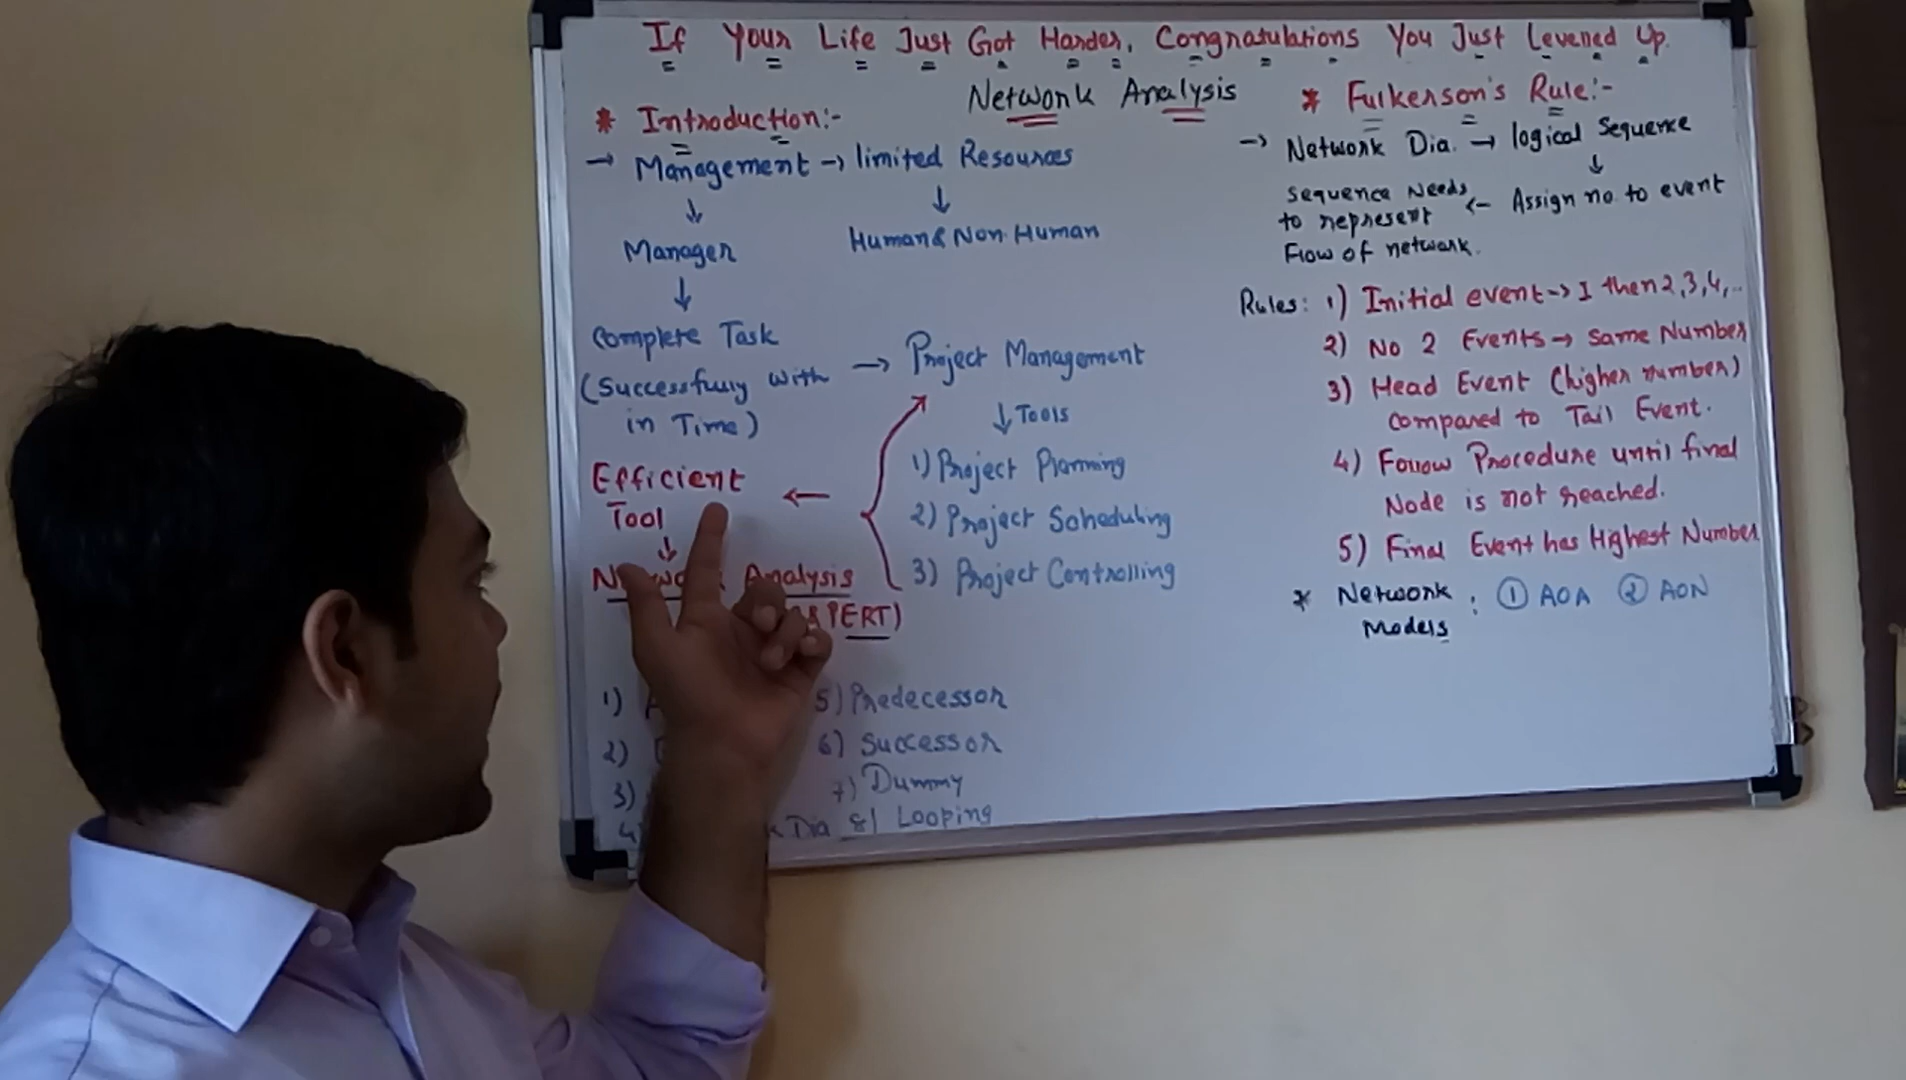 If Your Life Just Got Harder, Congratulations You Just Levened Up.
Network Analysis
* Introduction:-
→ Management → limited Resources
↓ ↓
Manager Human & Non Human
↓
Complete Task
(Successfully with
in Time)
→ Project Management
↓ Tools
1) Project Planning
2) Project Scheduling
3) Project Controlling
←
Efficient
Tool
↓
Analysis
& PERT)
1)
2)
3)
4) Dia
5) Predecessor
6) Successor
7) Dummy
8) Looping
* Fulkerson's Rule:-
→ Network Dia. → logical Sequence
↓
Assign no. to event
← Sequence Needs
to represent
Flow of network.
Rules: 1) Initial event → 1 then 2,3,4,..
2) No 2 Events → Same Number
3) Head Event (higher number)
compared to Tail Event.
4) Follow Procedure until final
Node is not reached.
5) Final Event has Highest Number
* Network : ① AOA ② AON
Models